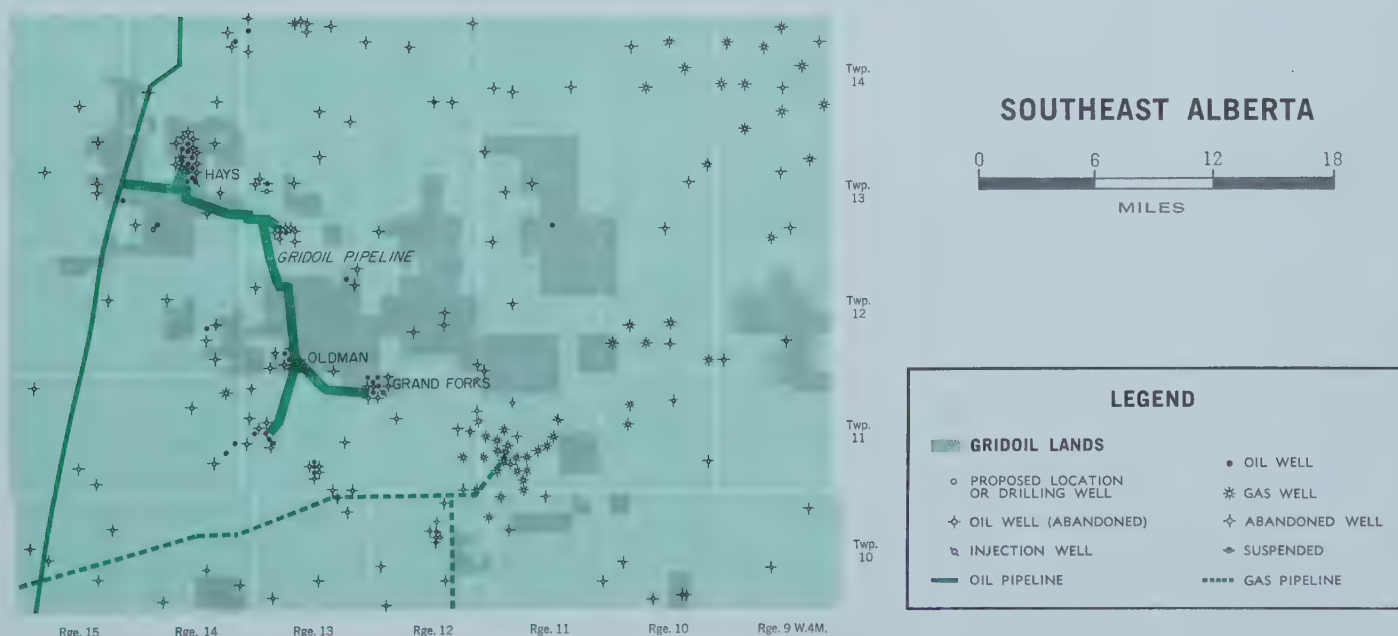 HAYS
GRIDOIL PIPELINE
OLDMAN
GRAND FORKS
Twp.
14
Twp.
13
Twp.
12
Twp.
11
Twp.
10
Rge. 15 Rge. 14 Rge. 13 Rge. 12 Rge. 11 Rge. 10 Rge. 9 W.4M.
SOUTHEAST ALBERTA
0 6 12 18
MILES
LEGEND
GRIDOIL LANDS
PROPOSED LOCATION
OR DRILLING WELL
OIL WELL (ABANDONED)
INJECTION WELL
OIL PIPELINE
OIL WELL
GAS WELL
ABANDONED WELL
SUSPENDED
GAS PIPELINE